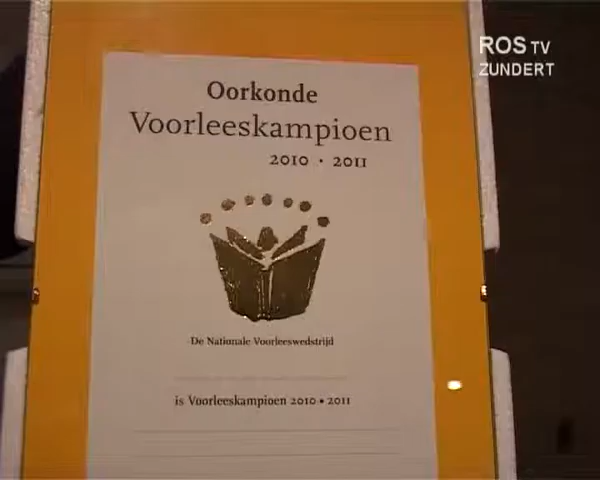 ROS TV
ZUNDERT
Oorkonde
Voorleeskampioen
2010 · 2011
De Nationale Voorleeswedstrijd
is Voorleeskampioen 2010 • 2011